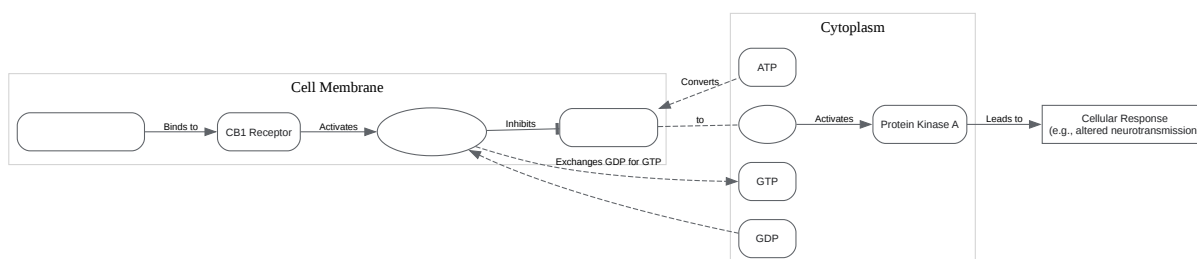 Cytoplasm
Cell Membrane
ATP
Converts
Binds to
CB1 Receptor
Activates
Inhibits
to
Activates
Protein Kinase A
Leads to
Cellular Response
(e.g., altered neurotransmission
Exchanges GDP for GTP
GTP
GDP